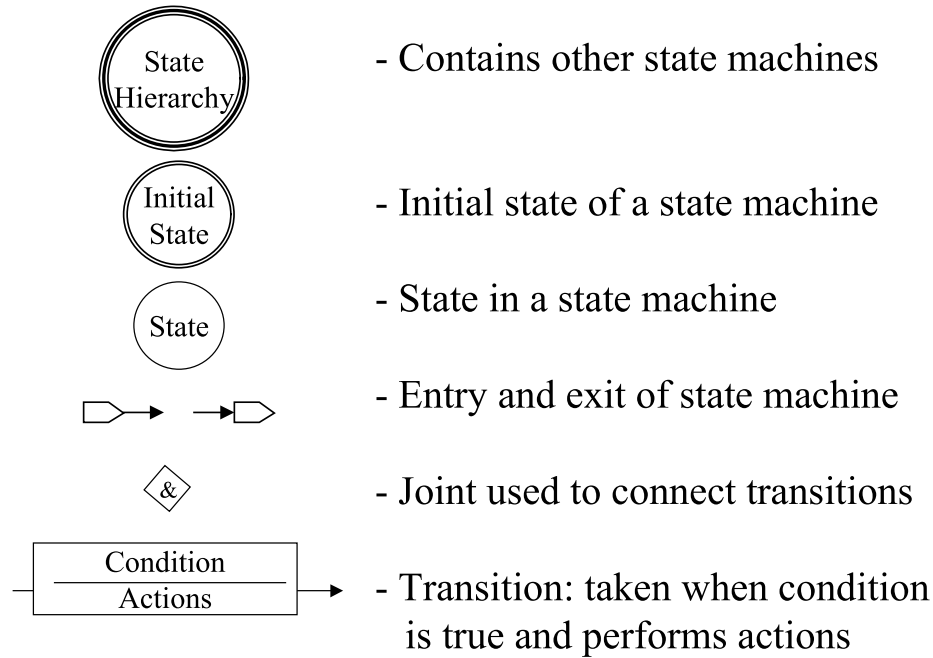 State
Hierarchy
- Contains other state machines
Initial
State
- Initial state of a state machine
State
- State in a state machine
- Entry and exit of state machine
&
- Joint used to connect transitions
Condition
Actions
- Transition: taken when condition
is true and performs actions